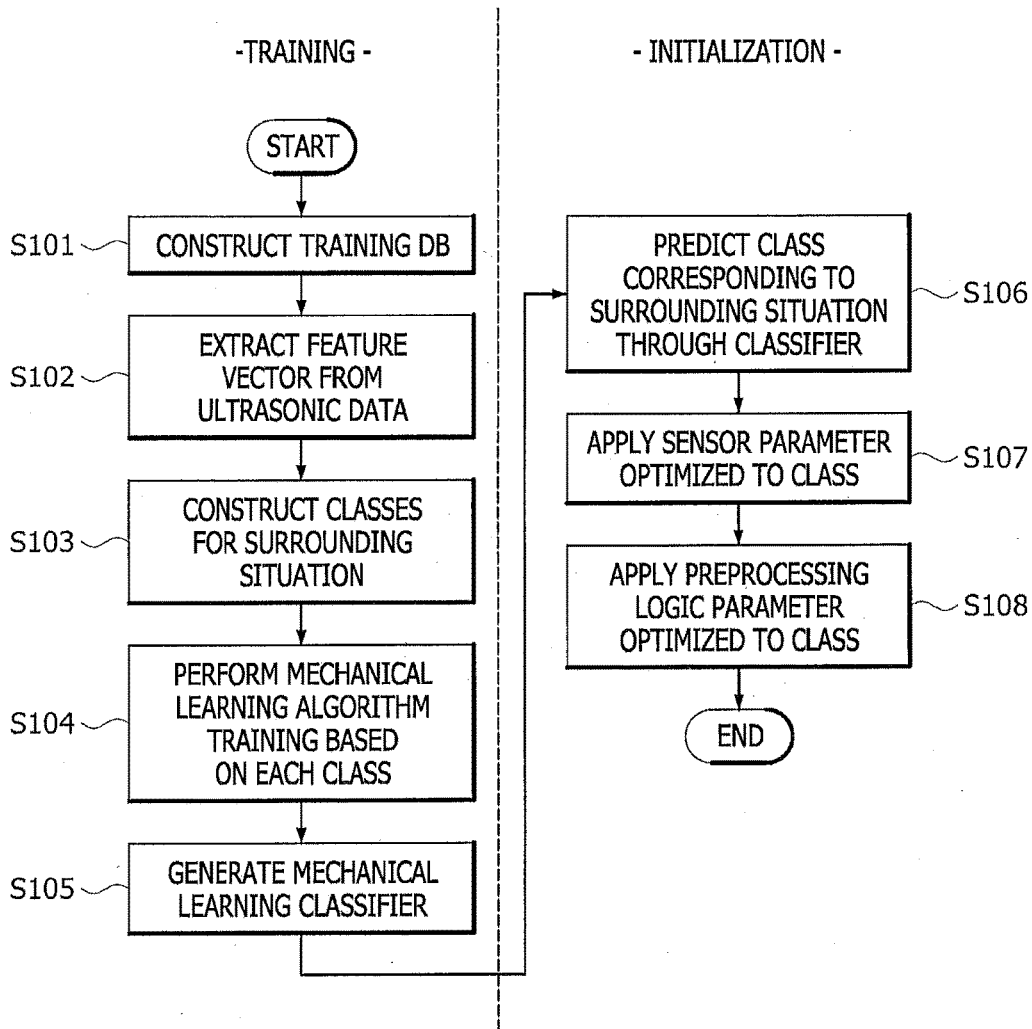 -TRAINING -
START
S101
CONSTRUCT TRAINING DB
S102
EXTRACT FEATURE
VECTOR FROM
ULTRASONIC DATA
S103
CONSTRUCT CLASSES
FOR SURROUNDING
SITUATION
S104
PERFORM MECHANICAL
LEARNING ALGORITHM
TRAINING BASED
ON EACH CLASS
S105
GENERATE MECHANICAL
LEARNING CLASSIFIER
- INITIALIZATION -
PREDICT CLASS
CORRESPONDING TO
SURROUNDING SITUATION
THROUGH CLASSIFIER
S106
APPLY SENSOR PARAMETER
OPTIMIZED TO CLASS
S107
APPLY PREPROCESSING
LOGIC PARAMETER
OPTIMIZED TO CLASS
S108
END